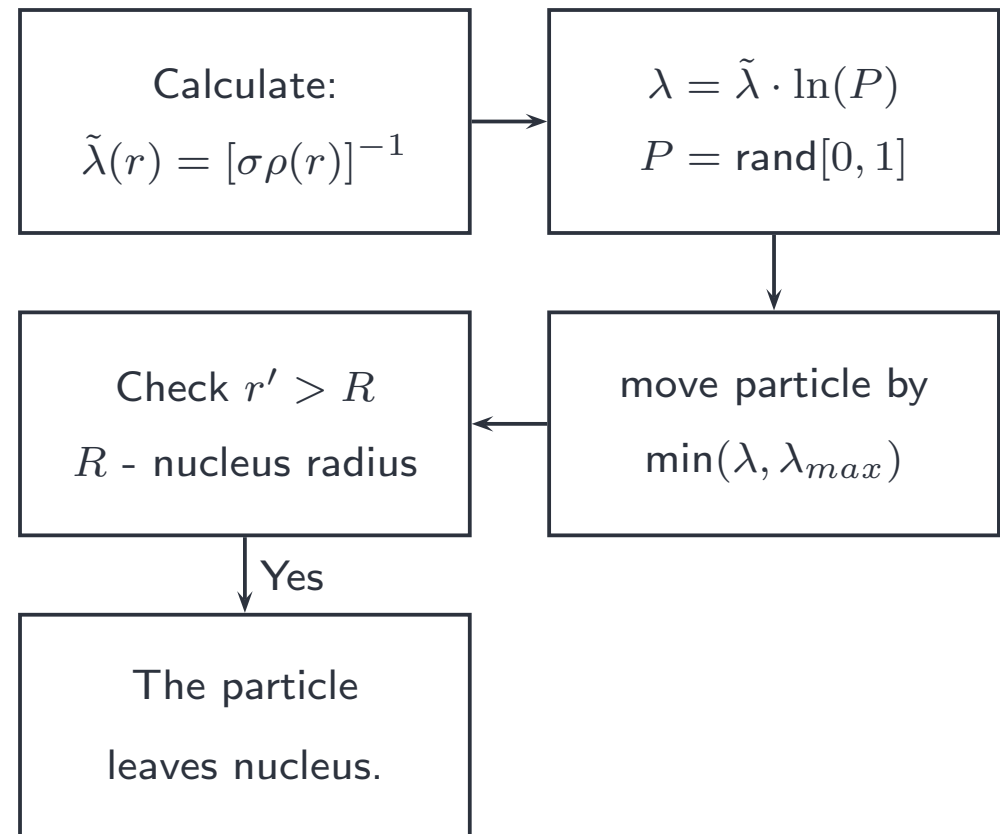 Calculate:
λ̃(r) = [σρ(r)]⁻¹
λ = λ̃ · ln(P)
P = rand[0, 1]
move particle by
min(λ, λₘₐₓ)
Check r′ > R
R - nucleus radius
Yes
The particle
leaves nucleus.